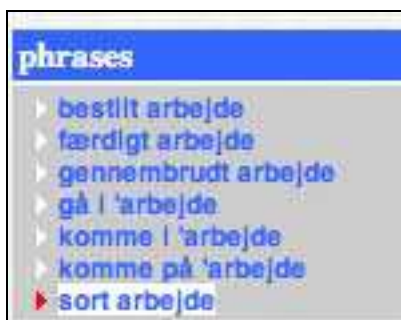 phrases
bestilt arbejde
færdigt arbejde
gennembrudt arbejde
gå i 'arbejde
komme i 'arbejde
komme på 'arbejde
sort arbejde